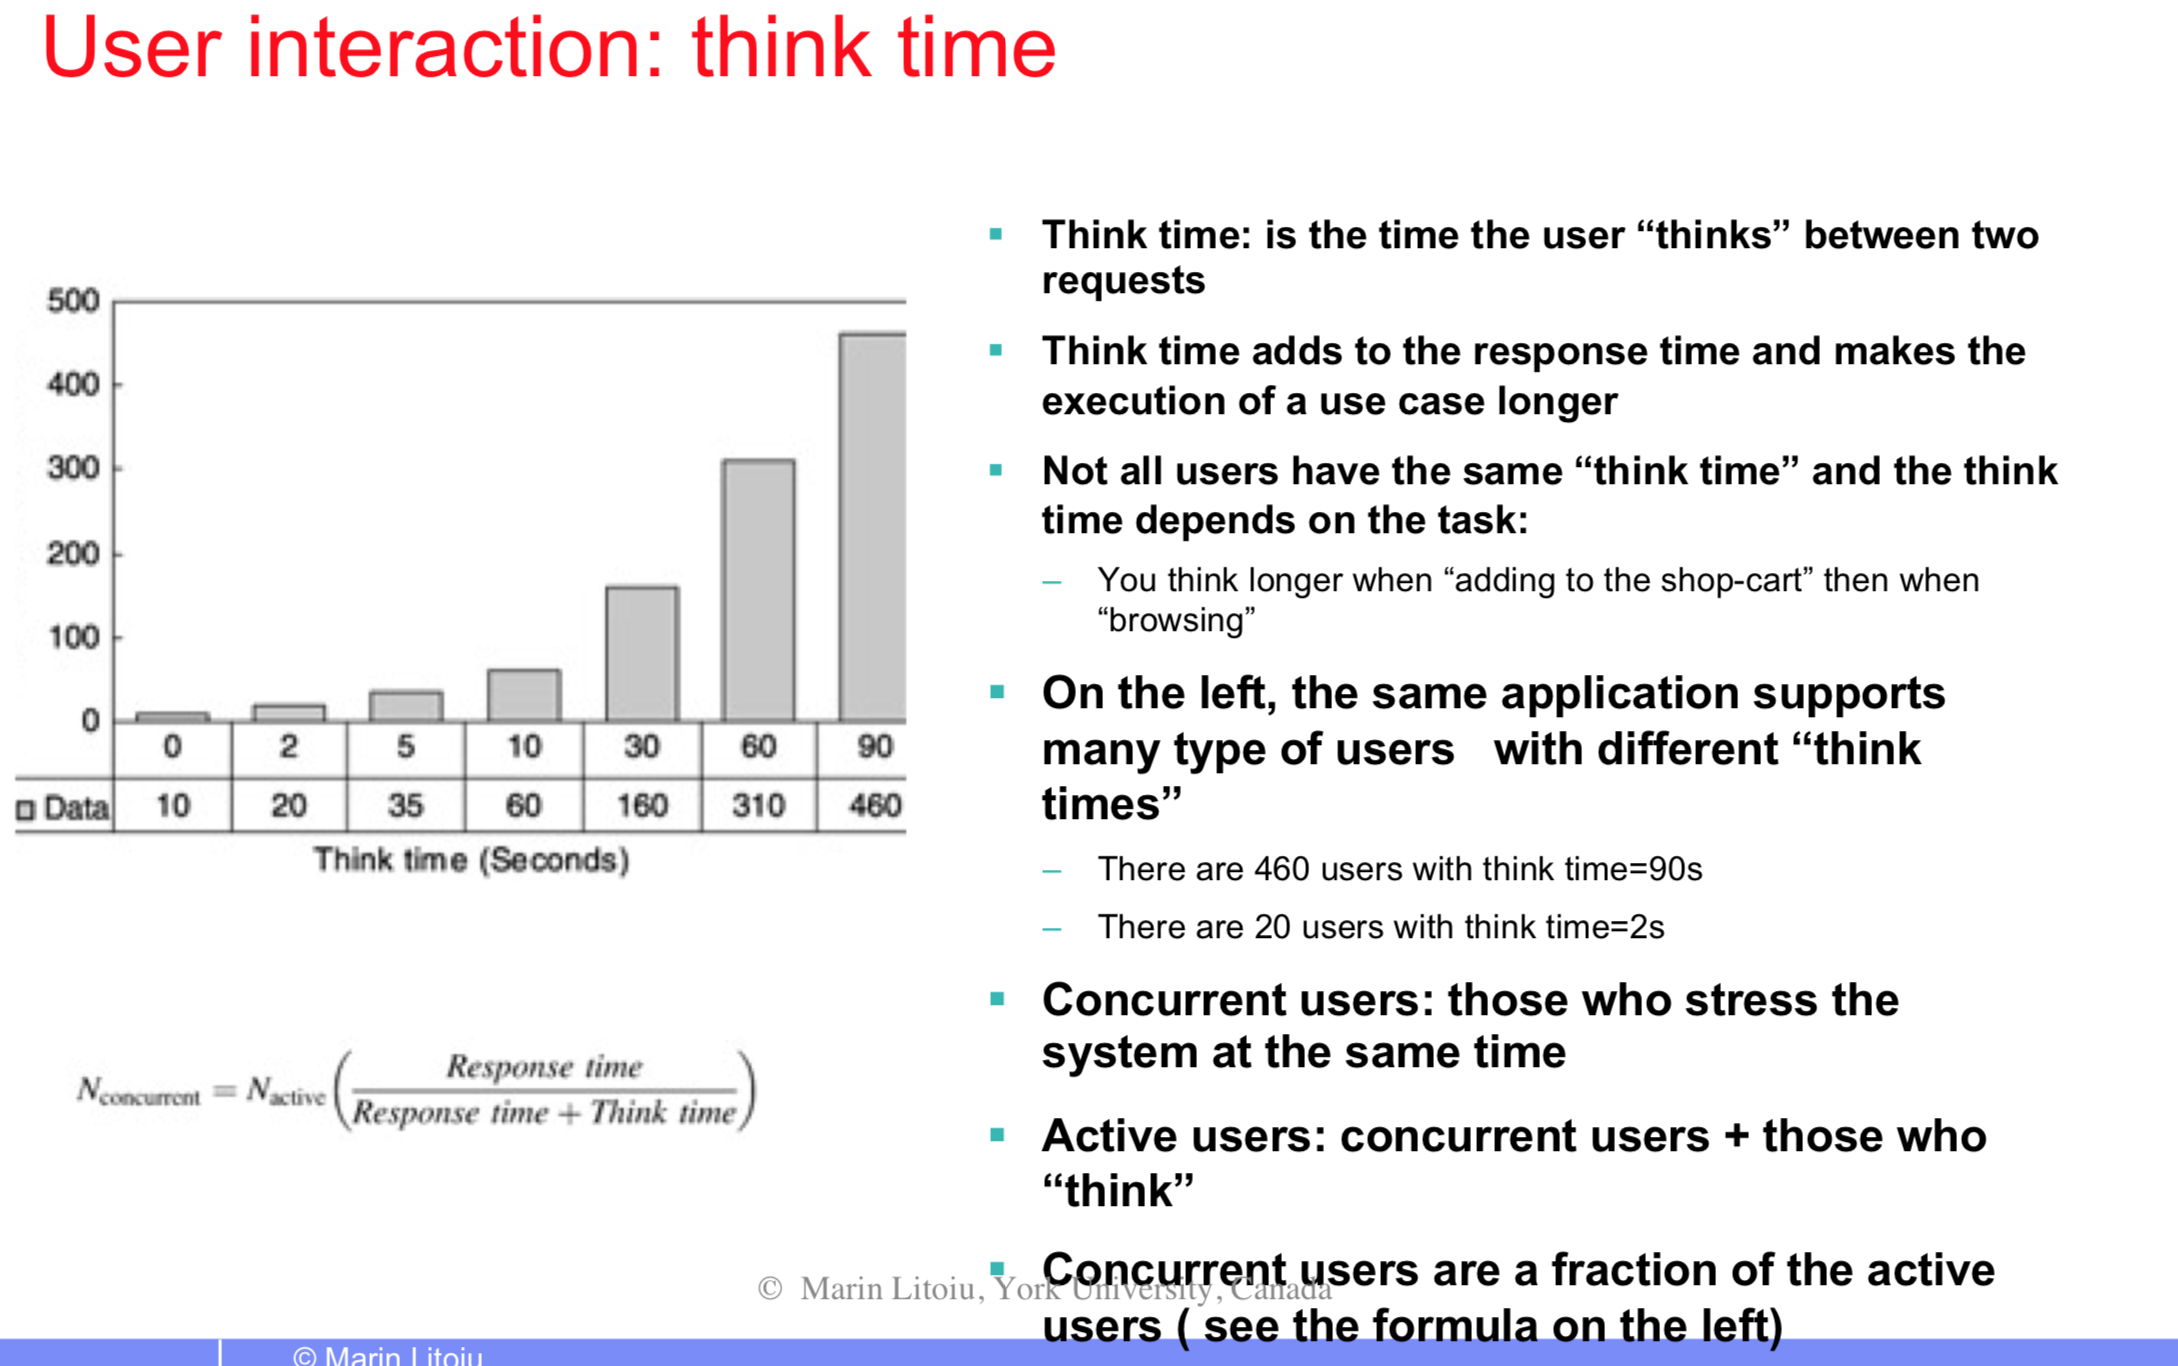 User interaction: think time
500
400
300
200
100
0
0 2 5 10 30 60 90
Data 10 20 35 60 160 310 460
Think time (Seconds)
N concurrent = N active ( Response time / Response time + Think time )
Think time: is the time the user “thinks” between two
requests
Think time adds to the response time and makes the
execution of a use case longer
Not all users have the same “think time” and the think
time depends on the task:
– You think longer when “adding to the shop-cart” then when
“browsing”
On the left, the same application supports
many type of users with different “think
times”
– There are 460 users with think time=90s
– There are 20 users with think time=2s
Concurrent users: those who stress the
system at the same time
Active users: concurrent users + those who
“think”
Concurrent users are a fraction of the active
users ( see the formula on the left)
© Marin Litoiu, York University, Canada
© Marin Litoiu